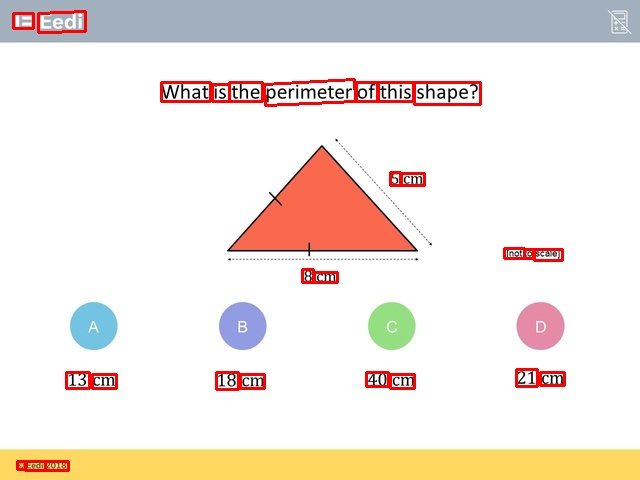 Eedi
What is the perimeter of this shape?
5 cm
[not to scale]
8 cm
A
B
C
D
13 cm
18 cm
40 cm
21 cm
© Eedi 2018